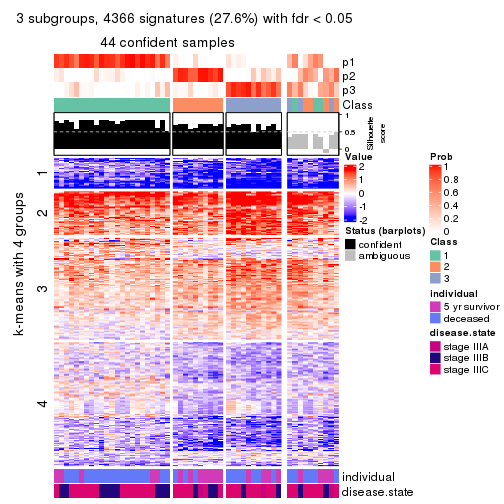 3 subgroups, 4366 signatures (27.6%) with fdr < 0.05
44 confident samples
p1
p2
p3
Class
1
0.5
0
Silhouette
score
k-means with 4 groups
1
2
3
4
individual
disease.state
Value
2
1
0
-1
-2
Status (barplots)
confident
ambiguous
Prob
1
0.8
0.6
0.4
0.2
0
Class
1
2
3
individual
5 yr survivor
deceased
disease.state
stage IIIA
stage IIIB
stage IIIC